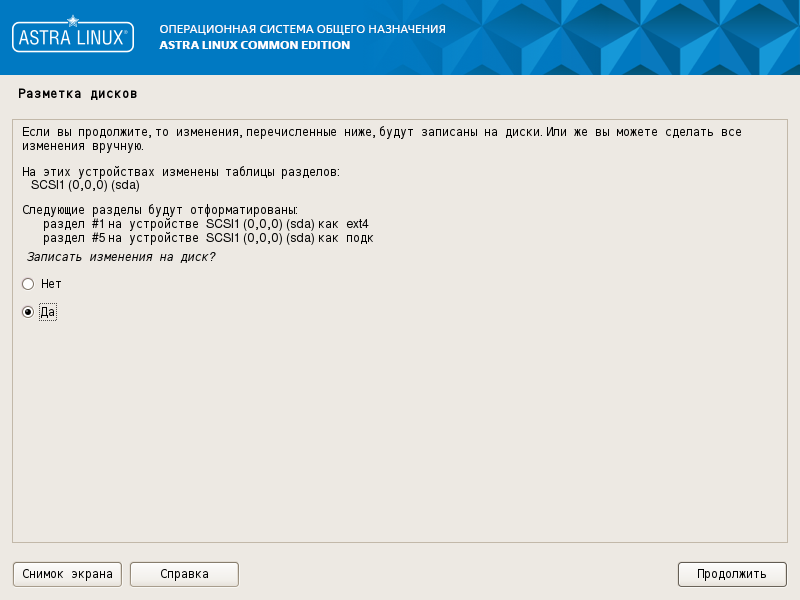 ASTRA LINUX®
ОПЕРАЦИОННАЯ СИСТЕМА ОБЩЕГО НАЗНАЧЕНИЯ
ASTRA LINUX COMMON EDITION
Разметка дисков
Если вы продолжите, то изменения, перечисленные ниже, будут записаны на диски. Или же вы можете сделать все
изменения вручную.
На этих устройствах изменены таблицы разделов:
SCSI1 (0,0,0) (sda)
Следующие разделы будут отформатированы:
раздел #1 на устройстве SCSI1 (0,0,0) (sda) как ext4
раздел #5 на устройстве SCSI1 (0,0,0) (sda) как подк
Записать изменения на диск?
Нет
Да
Снимок экрана
Справка
Продолжить